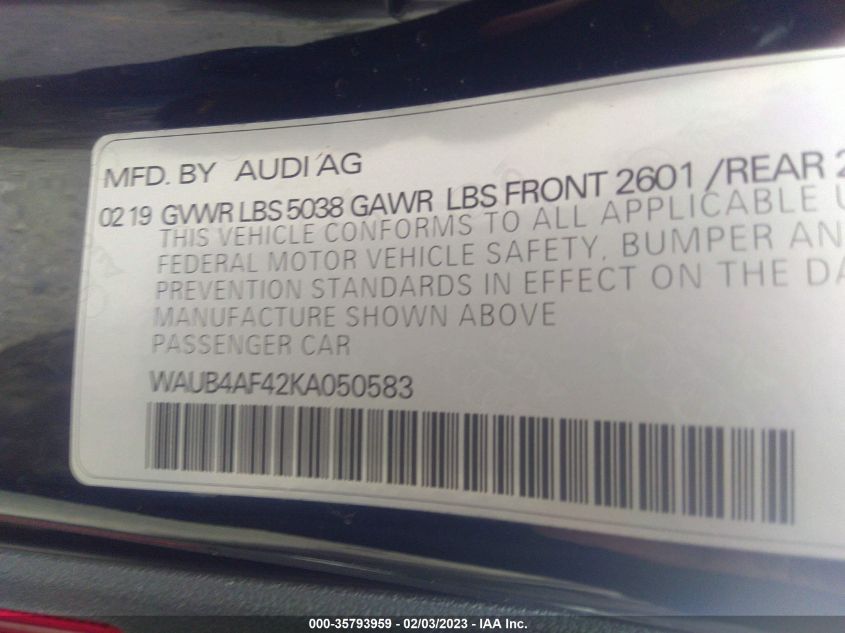 MFD. BY AUDI AG
02 19 GVWR LBS 5038 GAWR LBS FRONT 2601 /REAR 2
THIS VEHICLE CONFORMS TO ALL APPLICABLE U
FEDERAL MOTOR VEHICLE SAFETY, BUMPER AN
PREVENTION STANDARDS IN EFFECT ON THE DA
MANUFACTURE SHOWN ABOVE
PASSENGER CAR
WAUB4AF42KA050583
000-35793959 - 02/03/2023 - IAA Inc.